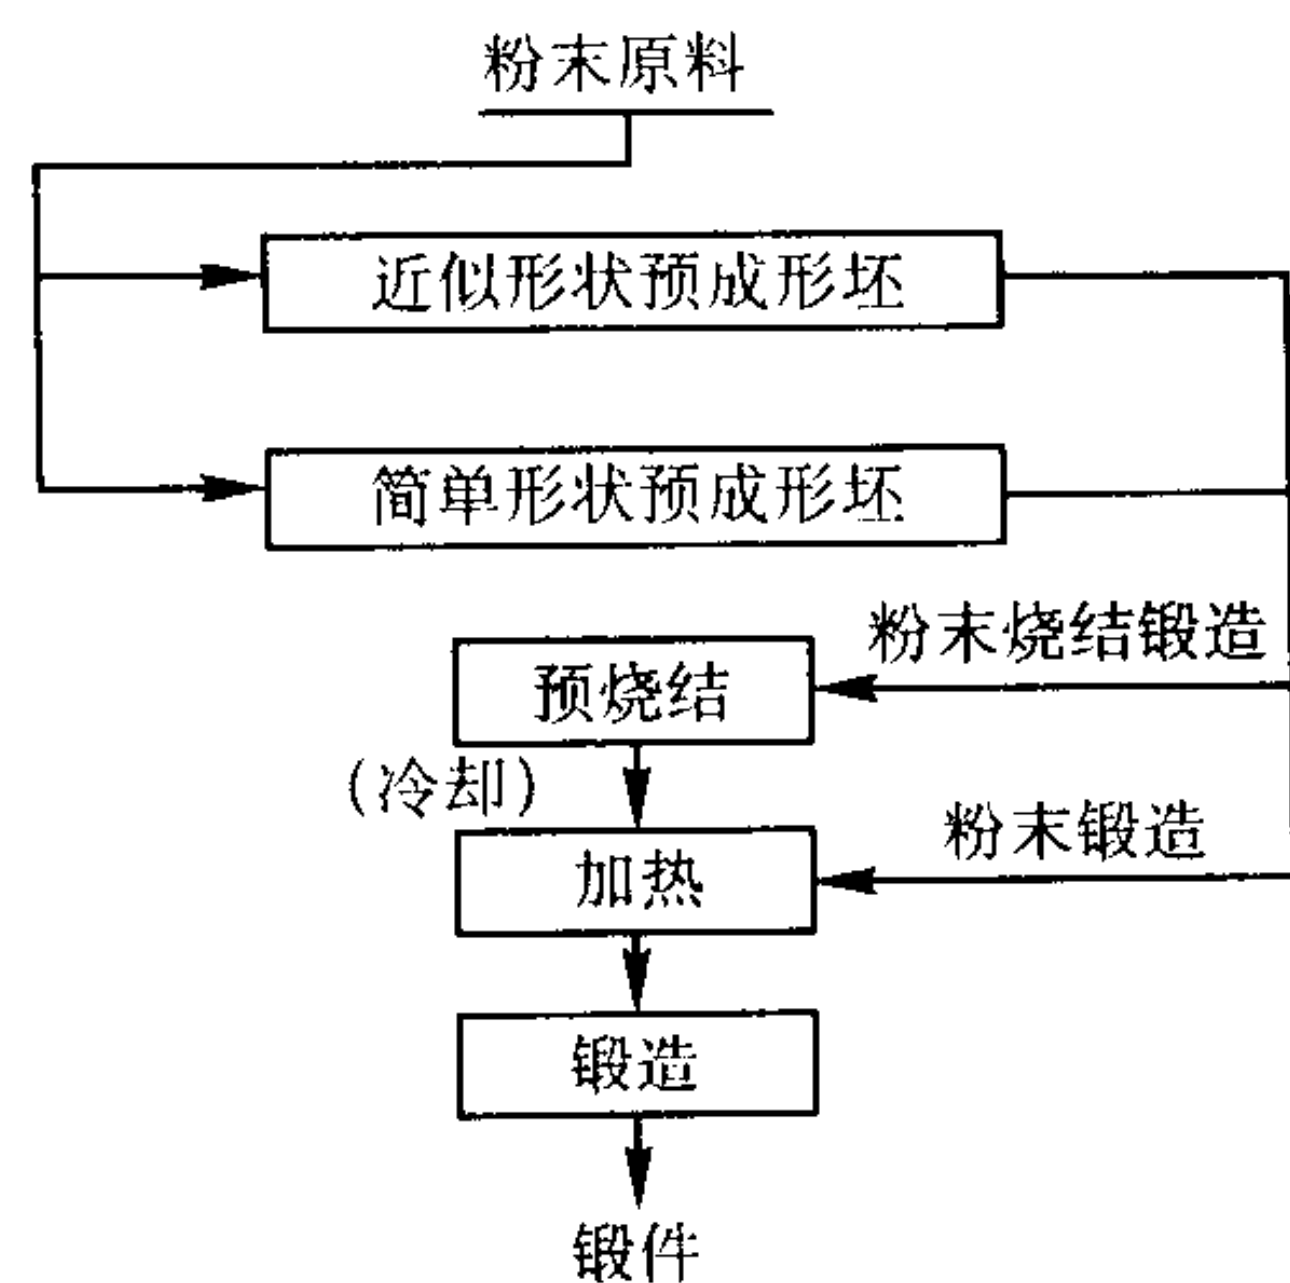 粉末原料
近似形状预成形坯
简单形状预成形坯
粉末烧结锻造
预烧结
(冷却)
粉末锻造
加热
锻造
锻件